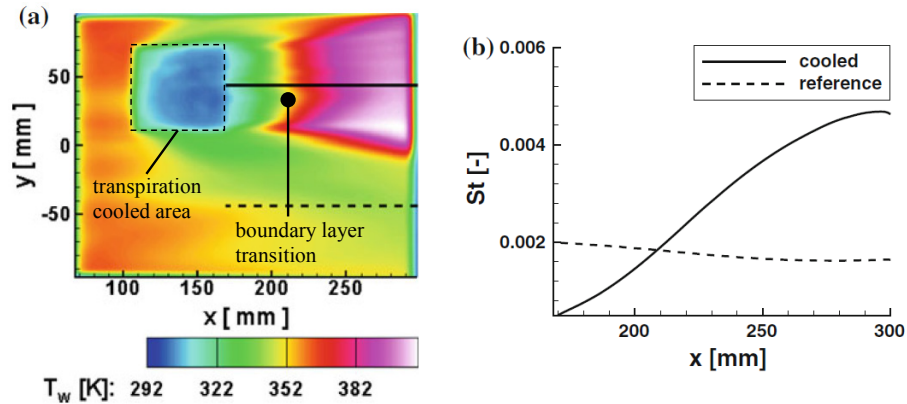 (a)
y [ mm ]
50
0
-50
transpiration
cooled area
boundary layer
transition
100 150 200 250
x [ mm ]
T_w [K]: 292 322 352 382
(b)
0.006
0.004
0.002
St [-]
cooled
reference
200 250 300
x [mm]